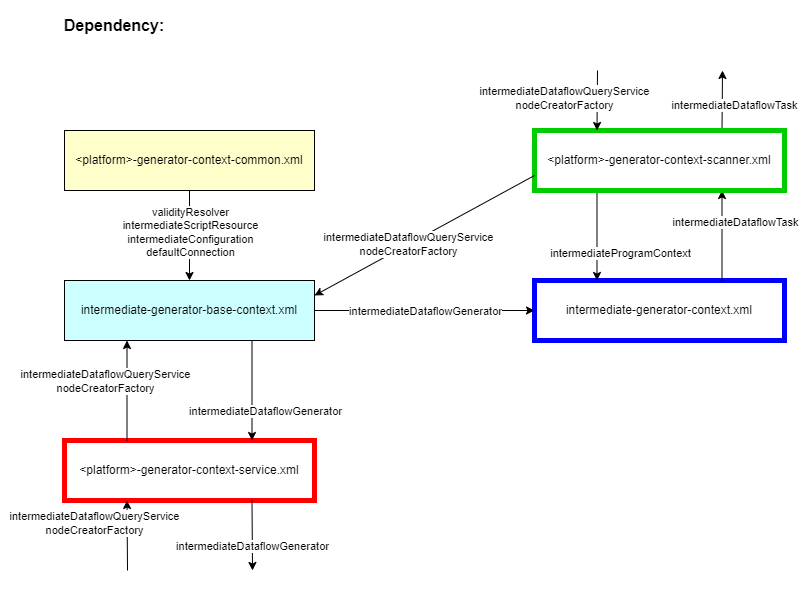 Dependency:
intermediateDataflowQueryService
nodeCreatorFactory
intermediateDataflowTask
<platform>-generator-context-common.xml
<platform>-generator-context-scanner.xml
validityResolver
intermediateScriptResource
intermediateConfiguration
defaultConnection
intermediateDataflowQueryService
nodeCreatorFactory
intermediateDataflowTask
intermediateProgramContext
intermediate-generator-base-context.xml
intermediateDataflowGenerator
intermediate-generator-context.xml
intermediateDataflowQueryService
nodeCreatorFactory
intermediateDataflowGenerator
<platform>-generator-context-service.xml
intermediateDataflowQueryService
nodeCreatorFactory
intermediateDataflowGenerator